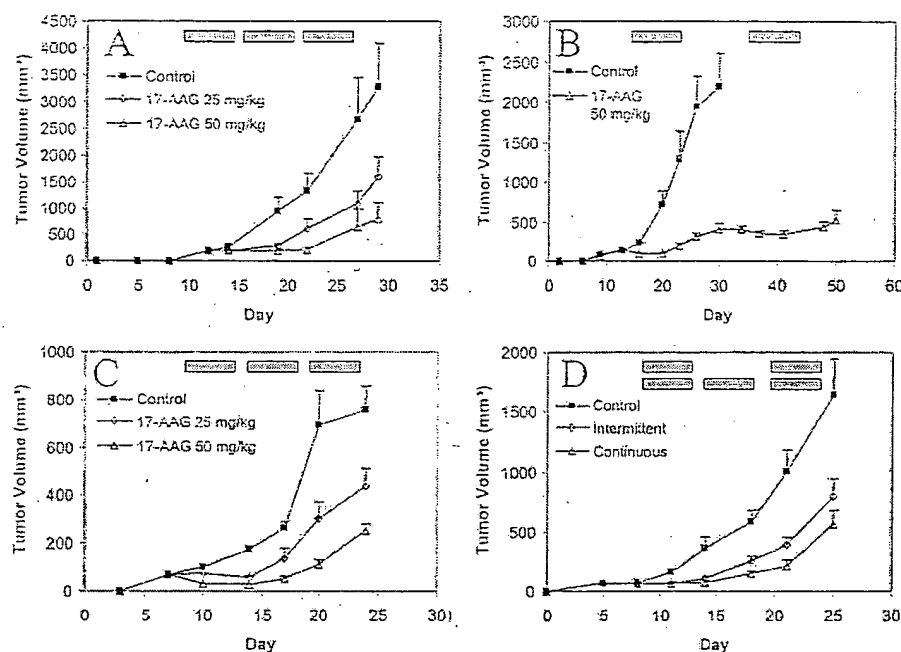 A
4500
4000
3500
3000
2500
2000
1500
1000
500
0
Tumor Volume (mm³)
Control
17-AAG 25 mg/kg
17-AAG 50 mg/kg
0 5 10 15 20 25 30 35
Day
B
3000
2500
2000
1500
1000
500
0
Tumor Volume (mm³)
Control
17-AAG
50 mg/kg
0 10 20 30 40 50 60
Day
C
1000
800
600
400
200
0
Tumor Volume (mm³)
Control
17-AAG 25 mg/kg
17-AAG 50 mg/kg
0 5 10 15 20 25 30
Day
D
2000
1500
1000
500
0
Tumor Volume (mm³)
Control
Intermittent
Continuous
0 5 10 15 20 25 30
Day